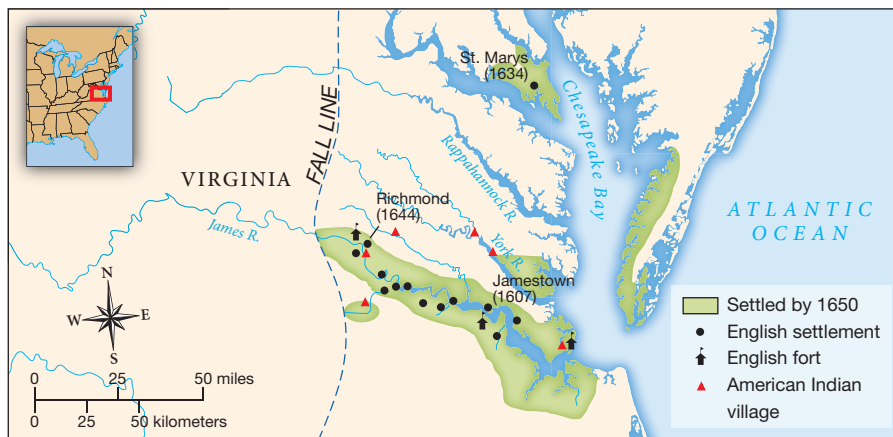 St. Marys
(1634)
Chesapeake Bay
FALL LINE
Rappahannock R.
VIRGINIA
Richmond
(1644)
James R.
York R.
ATLANTIC
OCEAN
Jamestown
(1607)
N
W E
S
Settled by 1650
English settlement
English fort
American Indian
village
0 25 50 miles
0 25 50 kilometers